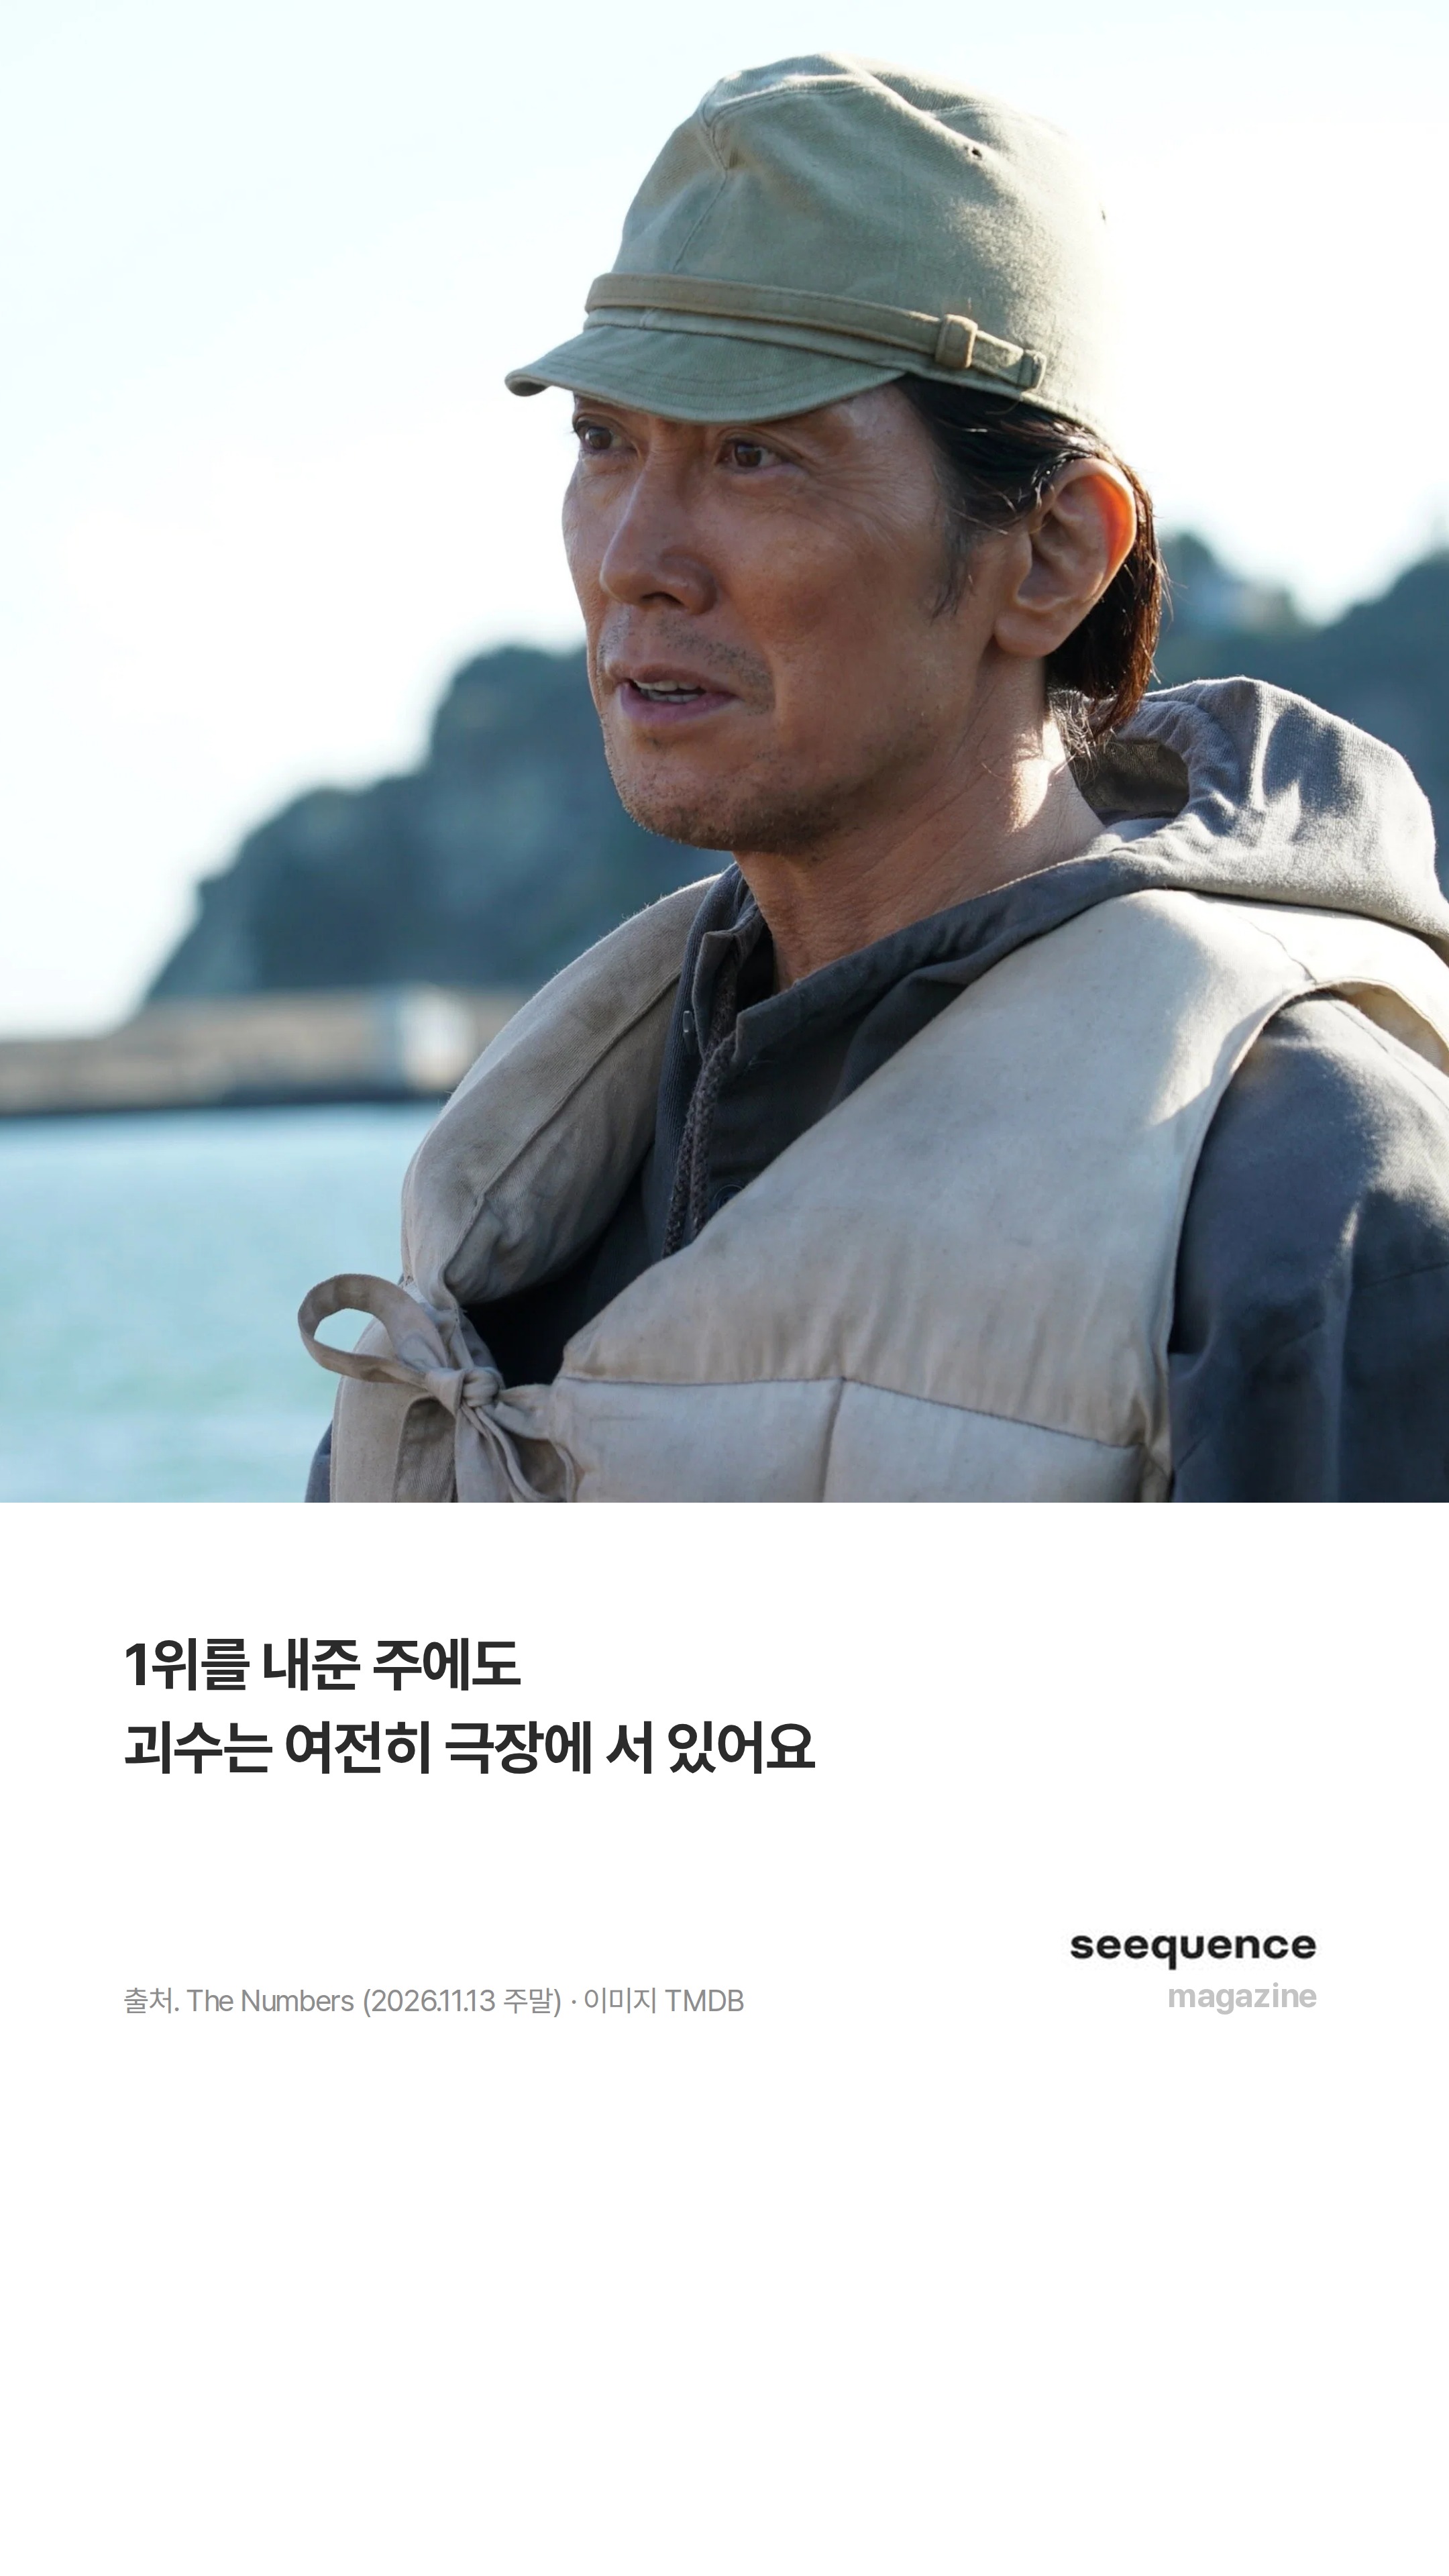 1위를 내준 주에도
괴수는 여전히 극장에 서 있어요
seequence
magazine
출처. The Numbers (2026.11.13 주말) · 이미지 TMDB